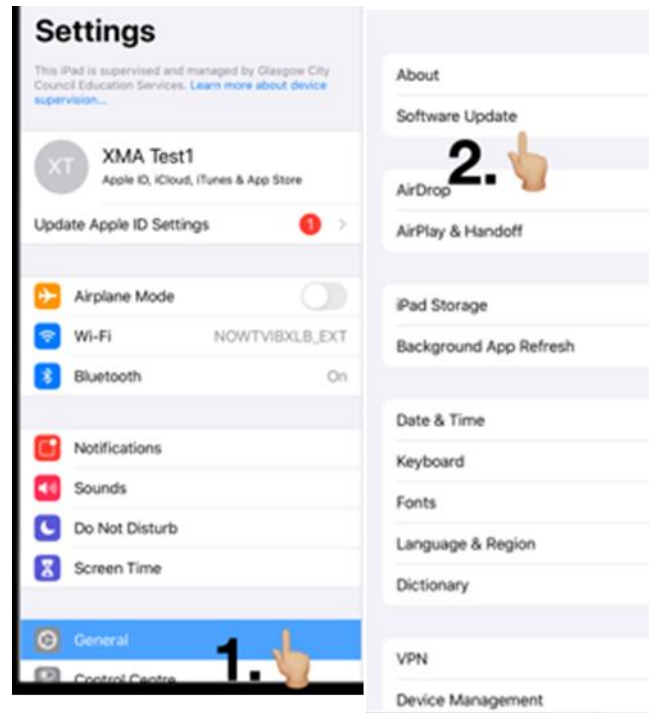 Settings
This iPad is supervised and managed by Glasgow City
Council Education Services. Learn more about device
supervision...
XT
XMA Test1
Apple ID, iCloud, iTunes & App Store
Update Apple ID Settings
1
Airplane Mode
Wi-Fi
NOWTVIBXLB_EXT
Bluetooth
On
Notifications
Sounds
Do Not Disturb
Screen Time
General
1.
Control Centre
About
Software Update
2.
AirDrop
AirPlay & Handoff
iPad Storage
Background App Refresh
Date & Time
Keyboard
Fonts
Language & Region
Dictionary
VPN
Device Management